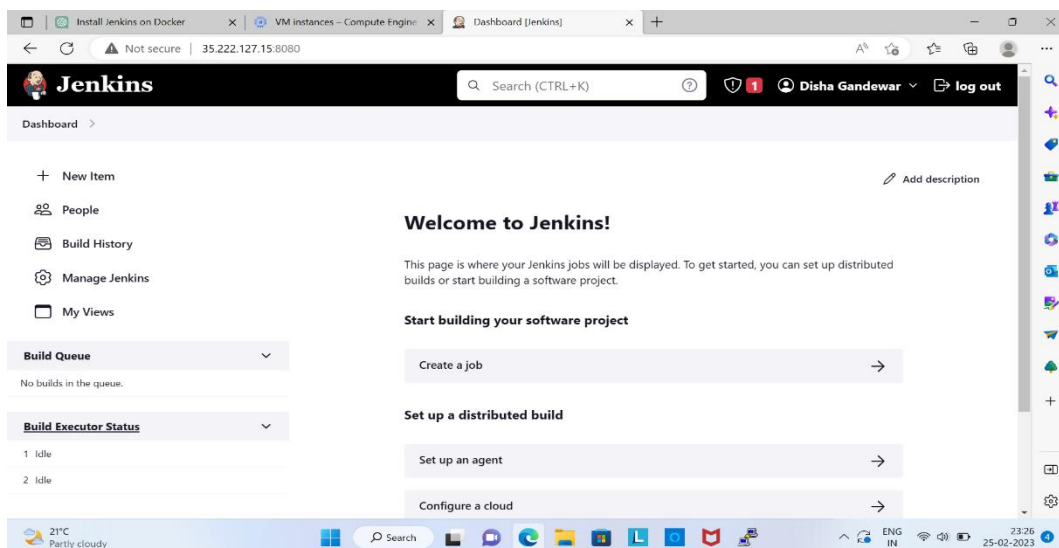 Install Jenkins on Docker
VM instances – Compute Engine
Dashboard [Jenkins]
Not secure | 35.222.127.15:8080
Jenkins
Search (CTRL+K)
1
Disha Gandewar
log out
Dashboard
New Item
Add description
People
Build History
Manage Jenkins
My Views
Welcome to Jenkins!
This page is where your Jenkins jobs will be displayed. To get started, you can set up distributed
builds or start building a software project.
Start building your software project
Create a job
Build Queue
No builds in the queue.
Set up a distributed build
Build Executor Status
1 Idle
2 Idle
Set up an agent
Configure a cloud
21°C
Partly cloudy
Search
ENG
IN
23:26
25-02-2023
4